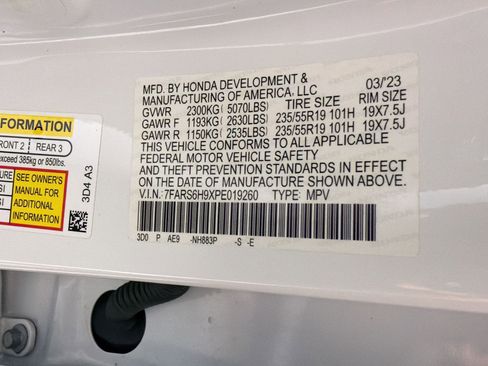 MFD. BY HONDA DEVELOPMENT &
MANUFACTURING OF AMERICA, LLC 03/'23
GVWR 2300KG( 5070LBS) TIRE SIZE RIM SIZE
GAWR F 1193KG( 2630LBS) 235/55R19 101H 19X7.5J
GAWR R 1150KG( 2535LBS) 235/55R19 101H 19X7.5J
THIS VEHICLE CONFORMS TO ALL APPLICABLE
FEDERAL MOTOR VEHICLE SAFETY
AND THEFT PREVENTION STANDARDS IN EFFECT
ON THE DATE OF MANUFACTURE SHOWN ABOVE.
V.I.N.: 7FARS6H9XPE019260 TYPE: MPV
3D0 P AE9 -NH883P -S -E
FORMATION
FRONT 2 REAR 3
exceed 385kg or 850lbs.
SEE OWNER'S
MANUAL FOR
ADDITIONAL
INFORMATION
3D4 A3